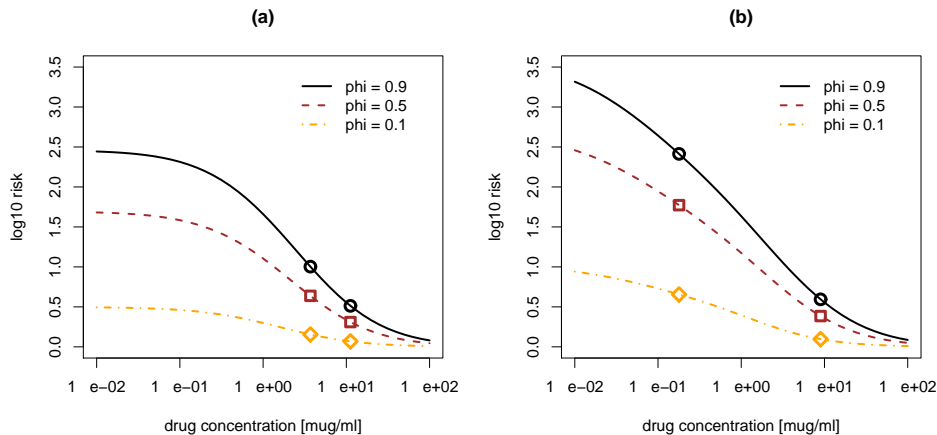 (a)
3.5
3.0
2.5
2.0
1.5
1.0
0.5
0.0
log10 risk
phi = 0.9
phi = 0.5
phi = 0.1
1 e−02 1 e−01 1 e+00 1 e+01 1 e+02
drug concentration [mug/ml]
(b)
3.5
3.0
2.5
2.0
1.5
1.0
0.5
0.0
log10 risk
phi = 0.9
phi = 0.5
phi = 0.1
1 e−02 1 e−01 1 e+00 1 e+01 1 e+02
drug concentration [mug/ml]